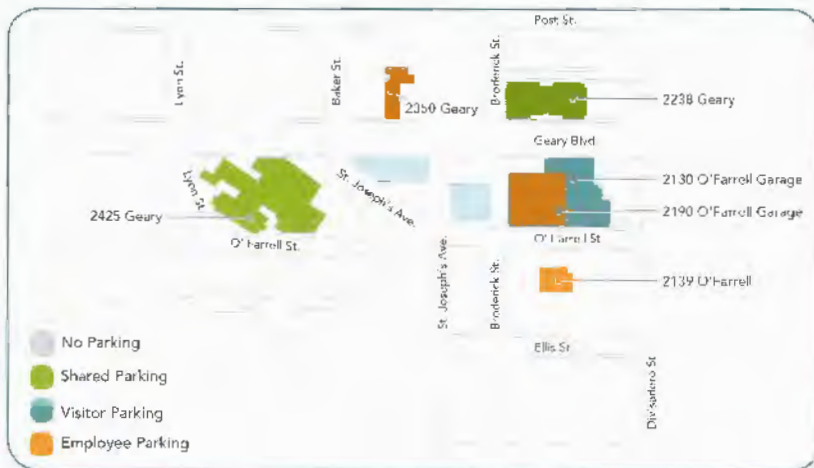 Post St.
Lyon St.
Baker St.
Broderick St.
2350 Geary
2238 Geary
Geary Blvd.
Lyon St.
St. Joseph's Ave.
2130 O'Farrell Garage
2190 O'Farrell Garage
2425 Geary
O'Farrell St.
O'Farrell St.
St. Joseph's Ave.
Broderick St.
2139 O'Farrell
No Parking
Ellis St.
Shared Parking
Divisadero St.
Visitor Parking
Employee Parking